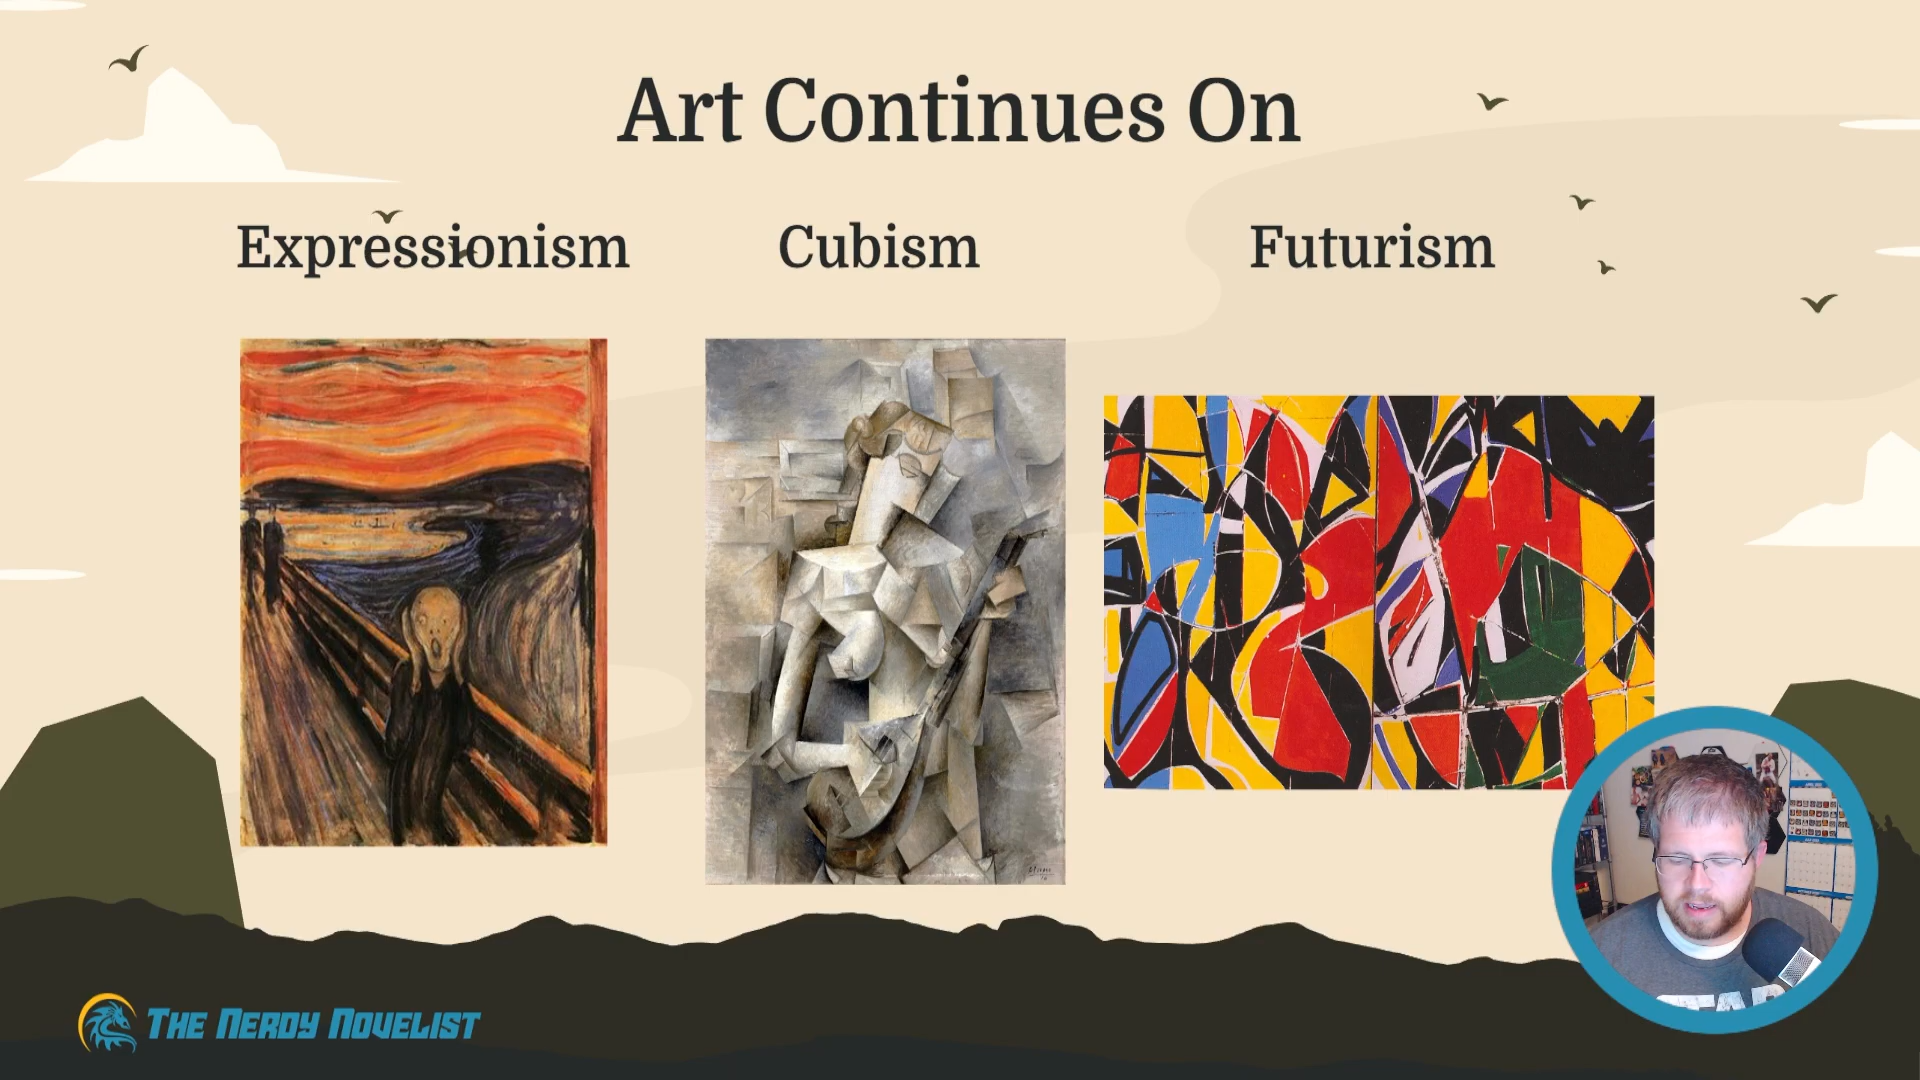 Art Continues On
Expressionism
Cubism
Futurism
THE NERDY NOVELIST